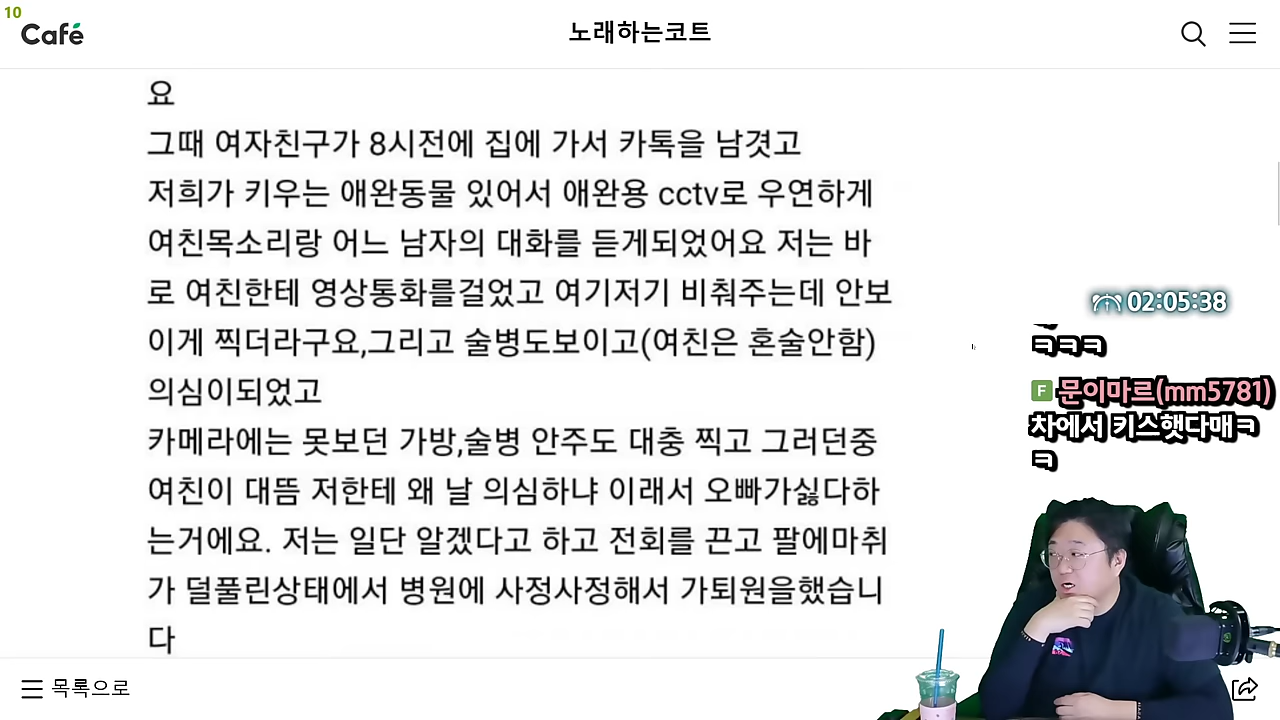 10
Café
노래하는코트
요
그때 여자친구가 8시전에 집에 가서 카톡을 남겻고
저희가 키우는 애완동물 있어서 애완용 cctv로 우연하게
여친목소리랑 어느 남자의 대화를 듣게되었어요 저는 바
로 여친한테 영상통화를걸었고 여기저기 비춰주는데 안보
이게 찍더라구요,그리고 술병도보이고(여친은 혼술안함)
의심이되었고
카메라에는 못보던 가방,술병 안주도 대충 찍고 그러던중
여친이 대뜸 저한테 왜 날 의심하냐 이래서 오빠가싫다하
는거에요. 저는 일단 알겠다고 하고 전회를 끈고 팔에마취
가 덜풀린상태에서 병원에 사정사정해서 가퇴원을했습니
다
02:05:38
ㅋㅋㅋ
F 문이마르(mm5781)
차에서 키스햇다매ㅋ
ㅋ
목록으로